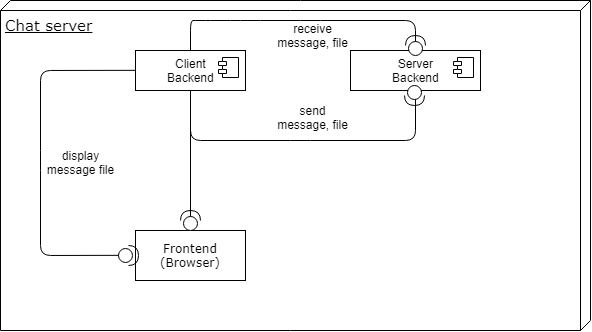 Chat server
receive
message, file
Client
Backend
Server
Backend
send
message, file
display
message file
Frontend
(Browser)